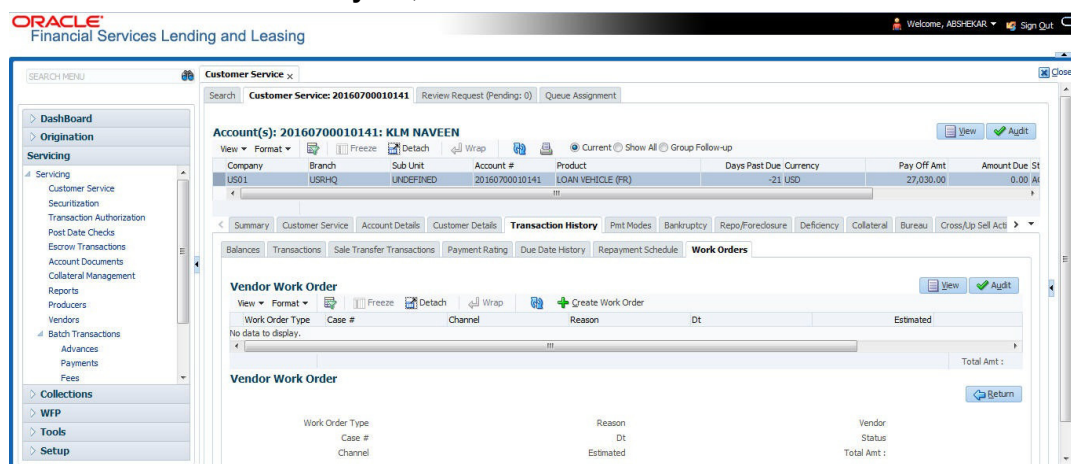 ORACLE
Financial Services Lending and Leasing
Welcome, ABSHEKAR Sign Out
SEARCH MENU
Customer Service x
Close
Search Customer Service: 20160700010141 Review Request (Pending: 0) Queue Assignment
DashBoard
Origination
Servicing
Servicing
Customer Service
Securitization
Transaction Authorization
Post Date Checks
Escrow Transactions
Account Documents
Collateral Management
Reports
Producers
Vendors
Batch Transactions
Advances
Payments
Fees
Collections
WFP
Tools
Setup
Account(s): 20160700010141: KLM NAVEEN
View Audit
View Format Freeze Detach Wrap Current Show All Group Follow-up
Company Branch Sub Unit Account # Product Days Past Due Currency Pay Off Amt Amount Due St
US01 USRHQ UNDEFINED 20160700010141 LOAN VEHICLE (FR) -21 USD 27,030.00 0.00
Summary Customer Service Account Details Customer Details Transaction History Pmt Modes Bankruptcy Repo/Foreclosure Deficiency Collateral Bureau Cross/Up Sell Acti
Balances Transactions Sale Transfer Transactions Payment Rating Due Date History Repayment Schedule Work Orders
Vendor Work Order
View Audit
View Format Freeze Detach Wrap Create Work Order
Work Order Type Case # Channel Reason Dt Estimated
No data to display.
Total Amt :
Vendor Work Order
Return
Work Order Type Reason Vendor
Case # Dt Status
Channel Estimated Total Amt :